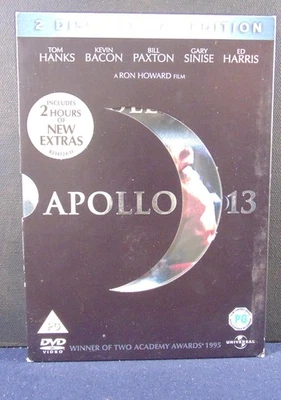 2 DISC EDITION
TOM HANKS
KEVIN BACON
BILL PAXTON
GARY SINISE
ED HARRIS
A RON HOWARD FILM
INCLUDES
2 HOURS
OF
NEW
EXTRAS
APOLLO 13
PG
PG
DVD
VIDEO
WINNER OF TWO ACADEMY AWARDS® 1995
UNIVERSAL